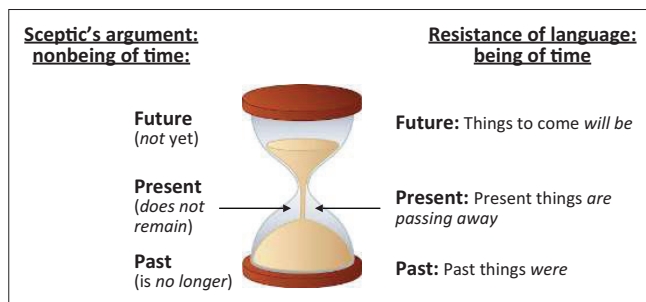 Sceptic's argument:
nonbeing of time:
Future
(not yet)
Present
(does not
remain)
Past
(is no longer)
Resistance of language:
being of time
Future: Things to come will be
Present: Present things are
passing away
Past: Past things were